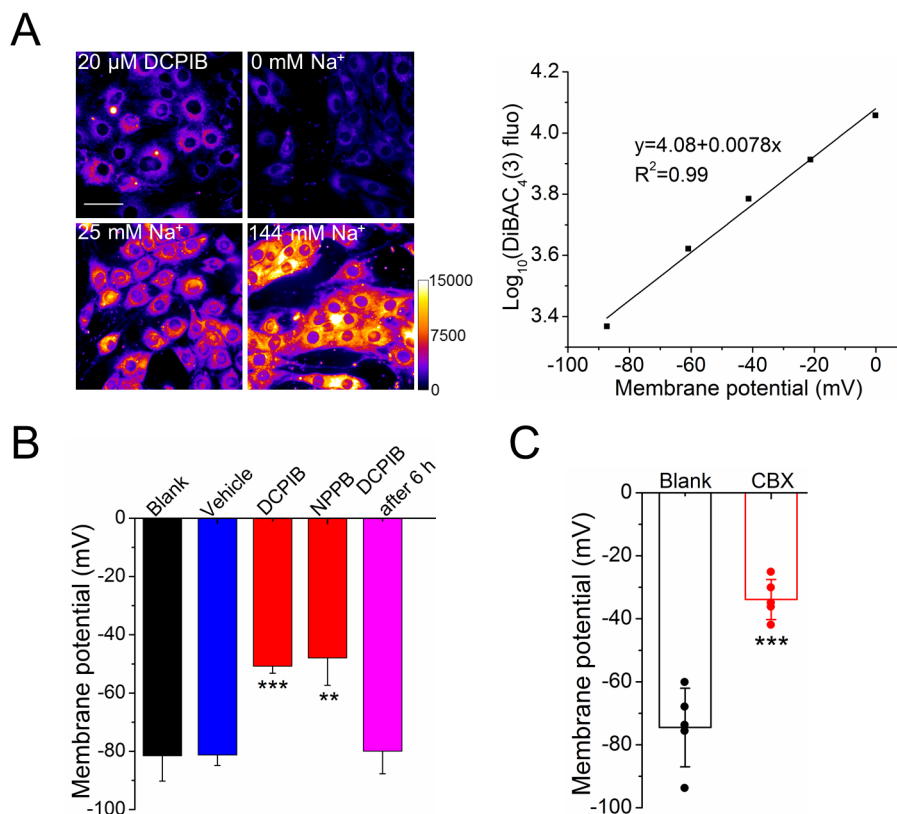 A
20 µM DCPIB
0 mM Na⁺
25 mM Na⁺
144 mM Na⁺
15000
7500
0
Log₁₀(DiBAC₄(3) fluo)
4.2
4.0
3.8
3.6
3.4
y=4.08+0.0078x
R²=0.99
-100 -80 -60 -40 -20 0
Membrane potential (mV)
B
Blank
Vehicle
DCPIB
NPPB
DCPIB
after 6 h
Membrane potential (mV)
0
-20
-40
-60
-80
-100
***
**
C
Blank CBX
Membrane potential (mV)
0
-20
-40
-60
-80
-100
***